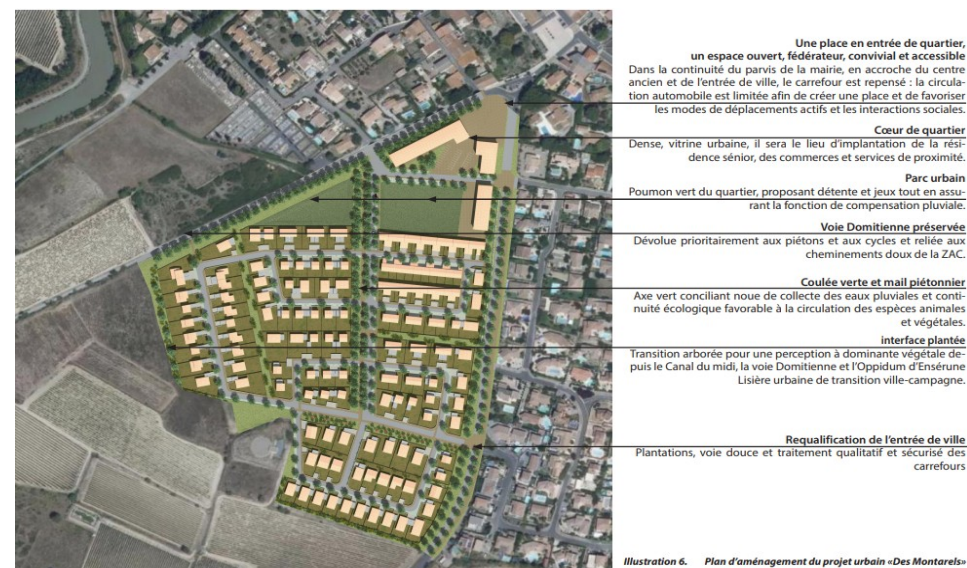 Une place en entrée de quartier,
un espace ouvert, fédérateur, convivial et accessible
Dans la continuité du parvis de la mairie, en accroche du centre
ancien et de l'entrée de ville, le carrefour est repensé : la circula-
tion automobile est limitée afin de créer une place et de favoriser
les modes de déplacements actifs et les interactions sociales.
Cœur de quartier
Dense, vitrine urbaine, il sera le lieu d'implantation de la rési-
dence sénior, des commerces et services de proximité.
Parc urbain
Poumon vert du quartier, proposant détente et jeux tout en assu-
rant la fonction de compensation pluviale.
Voie Domitienne préservée
Dévolue prioritairement aux piétons et aux cycles et reliée aux
cheminements doux de la ZAC.
Coulée verte et mail piétonnier
Axe vert conciliant noue de collecte des eaux pluviales et conti-
nuité écologique favorable à la circulation des espèces animales
et végétales.
interface plantée
Transition arborée pour une perception à dominante végétale de-
puis le Canal du midi, la voie Domitienne et l'Oppidum d'Ensérune
Lisière urbaine de transition ville-campagne.
Requalification de l'entrée de ville
Plantations, voie douce et traitement qualitatif et sécurisé des
carrefours
Illustration 6. Plan d'aménagement du projet urbain «Des Montarels»